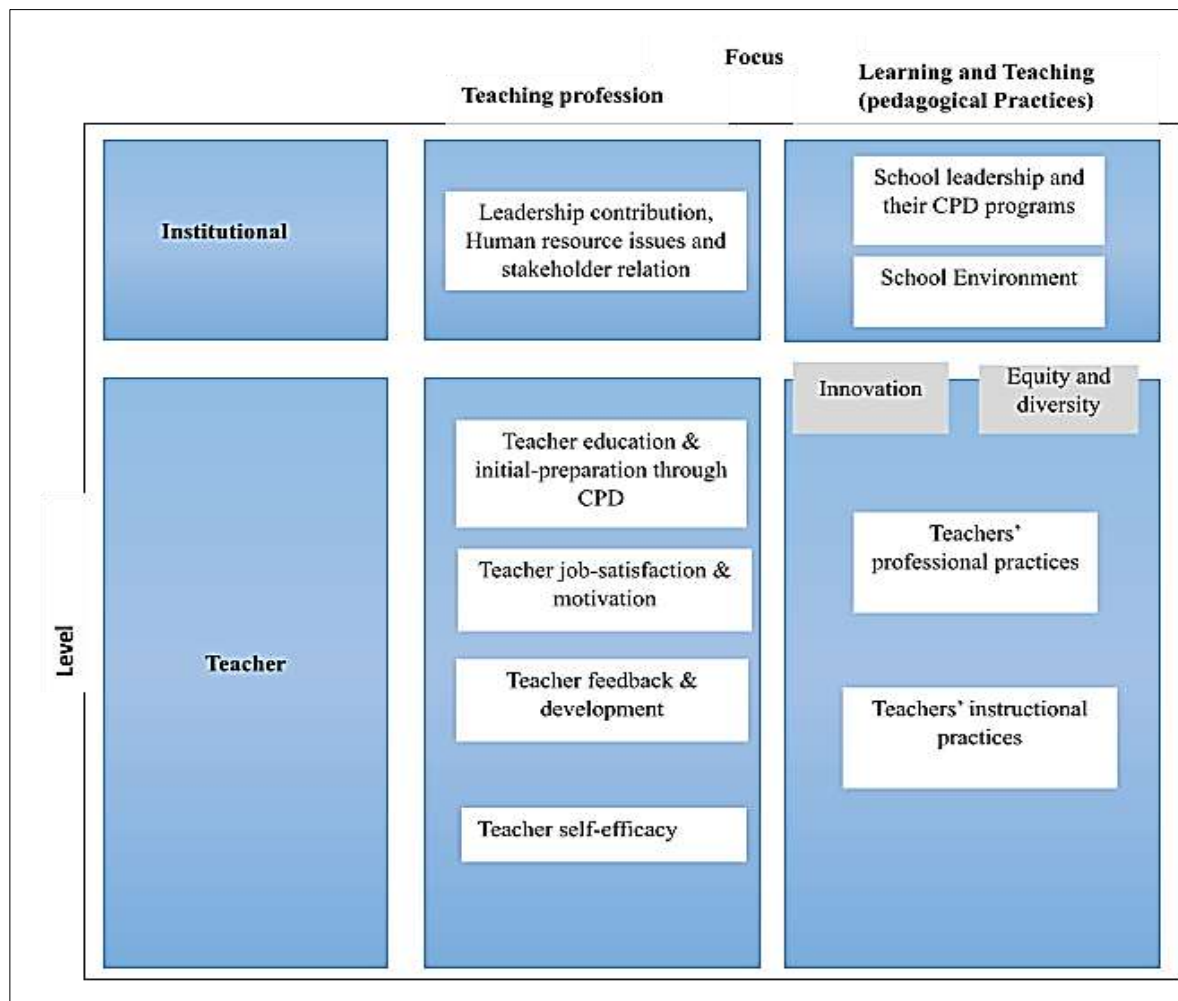 Focus
Teaching profession
Learning and Teaching
(pedagogical Practices)
Level
Institutional
Leadership contribution,
Human resource issues and
stakeholder relation
School leadership and
their CPD programs
School Environment
Teacher
Teacher education &
initial-preparation through
CPD
Teacher job-satisfaction &
motivation
Teacher feedback &
development
Teacher self-efficacy
Innovation
Equity and
diversity
Teachers’
professional practices
Teachers’ instructional
practices